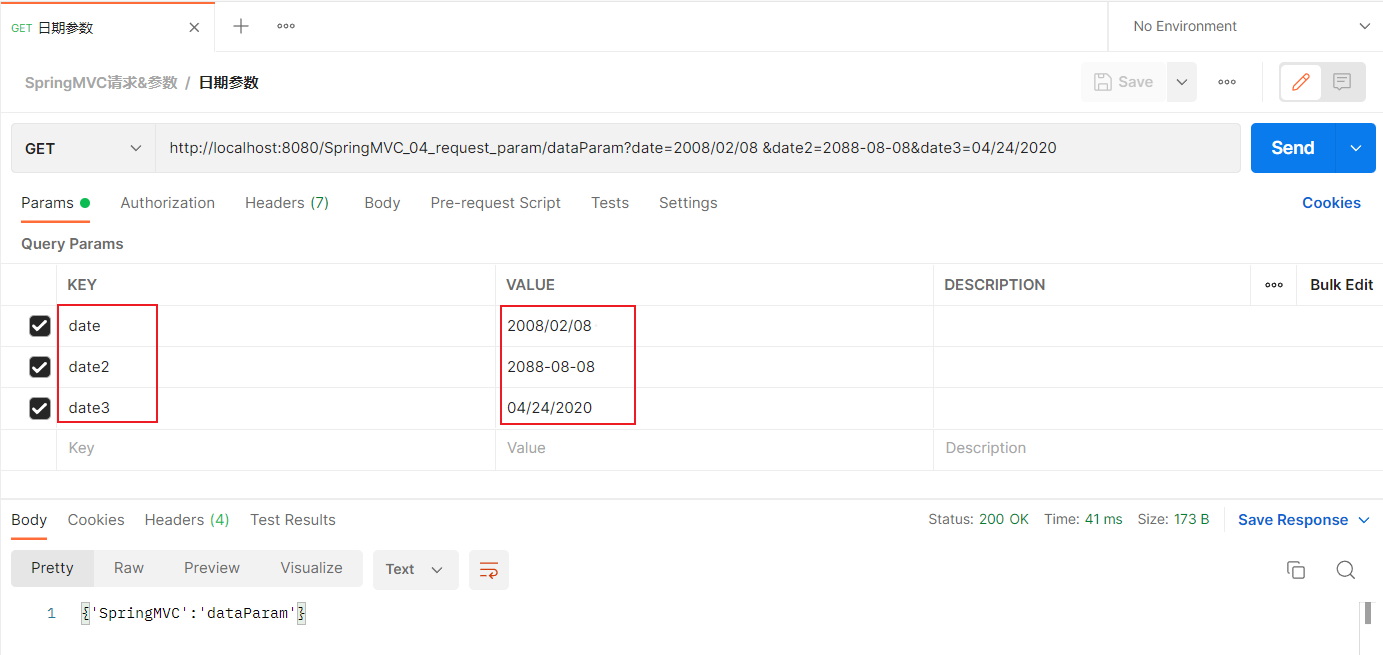 GET 日期参数
No Environment
SpringMVC请求&参数 / 日期参数
Save
GET
http://localhost:8080/SpringMVC_04_request_param/dataParam?date=2008/02/08 &date2=2088-08-08&date3=04/24/2020
Send
Params Authorization Headers (7) Body Pre-request Script Tests Settings Cookies
Query Params
KEY VALUE DESCRIPTION Bulk Edit
date 2008/02/08
date2 2088-08-08
date3 04/24/2020
Key Value Description
Body Cookies Headers (4) Test Results Status: 200 OK Time: 41 ms Size: 173 B Save Response
Pretty Raw Preview Visualize Text
1 {'SpringMVC':'dataParam'}